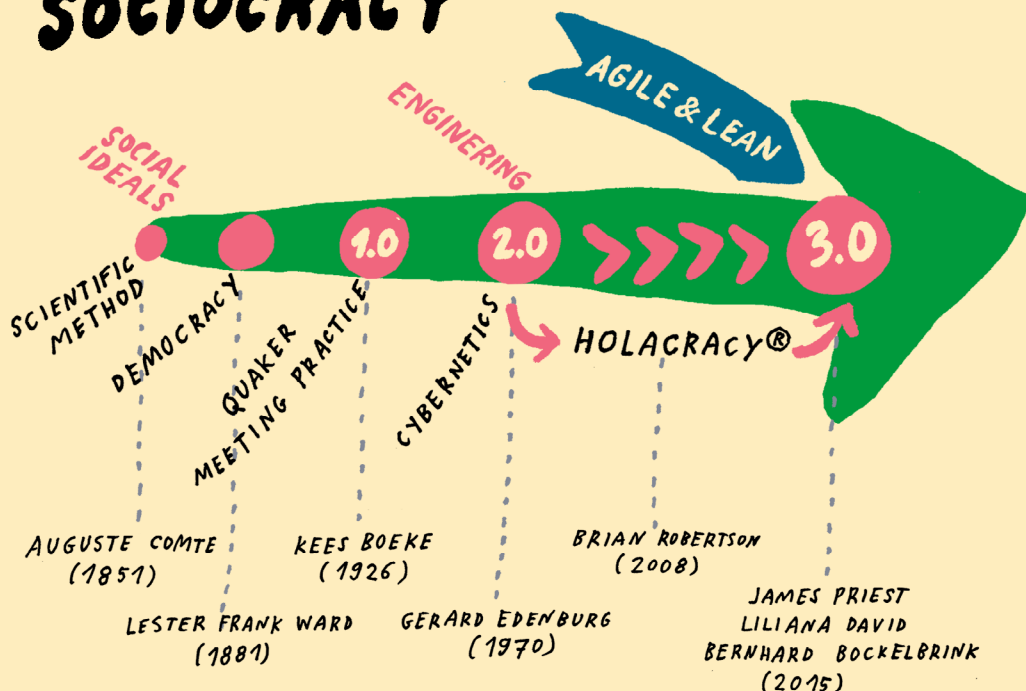 SOCIOCRACY
AGILE & LEAN
ENGINERING
SOCIAL
IDEALS
1.0
2.0
3.0
SCIENTIFIC
METHOD
DEMOCRACY
QUAKER
MEETING PRACTICE
CYBERNETICS
HOLACRACY®
AUGUSTE COMTE
(1851)
LESTER FRANK WARD
(1881)
KEES BOEKE
(1926)
GERARD EDENBURG
(1970)
BRIAN ROBERTSON
(2008)
JAMES PRIEST
LILIANA DAVID
BERNHARD BOCKELBRINK
(2015)